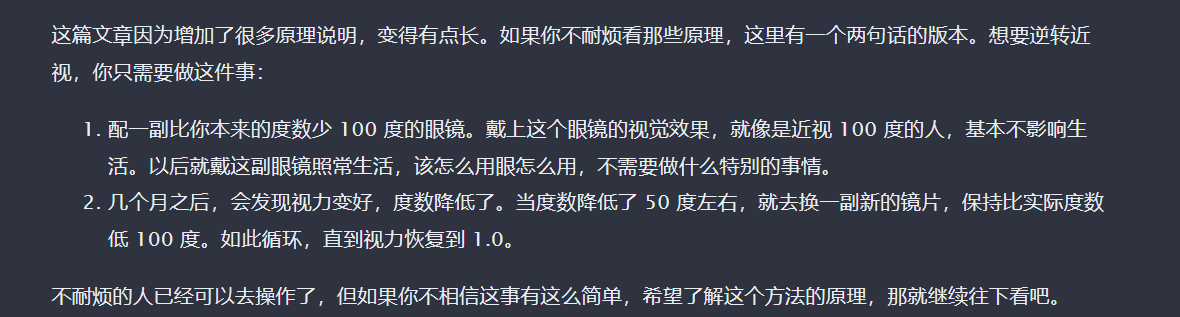 这篇文章因为增加了很多原理说明，变得有点长。如果你不耐烦看那些原理，这里有一个两句话的版本。想要逆转近
视，你只需要做这件事：
1. 配一副比你本来的度数少 100 度的眼镜。戴上这个眼镜的视觉效果，就像是近视 100 度的人，基本不影响生
活。以后就戴这副眼镜照常生活，该怎么用眼怎么用，不需要做什么特别的事情。
2. 几个月之后，会发现视力变好，度数降低了。当度数降低了 50 度左右，就去换一副新的镜片，保持比实际度数
低 100 度。如此循环，直到视力恢复到 1.0。
不耐烦的人已经可以去操作了，但如果你不相信这事有这么简单，希望了解这个方法的原理，那就继续往下看吧。